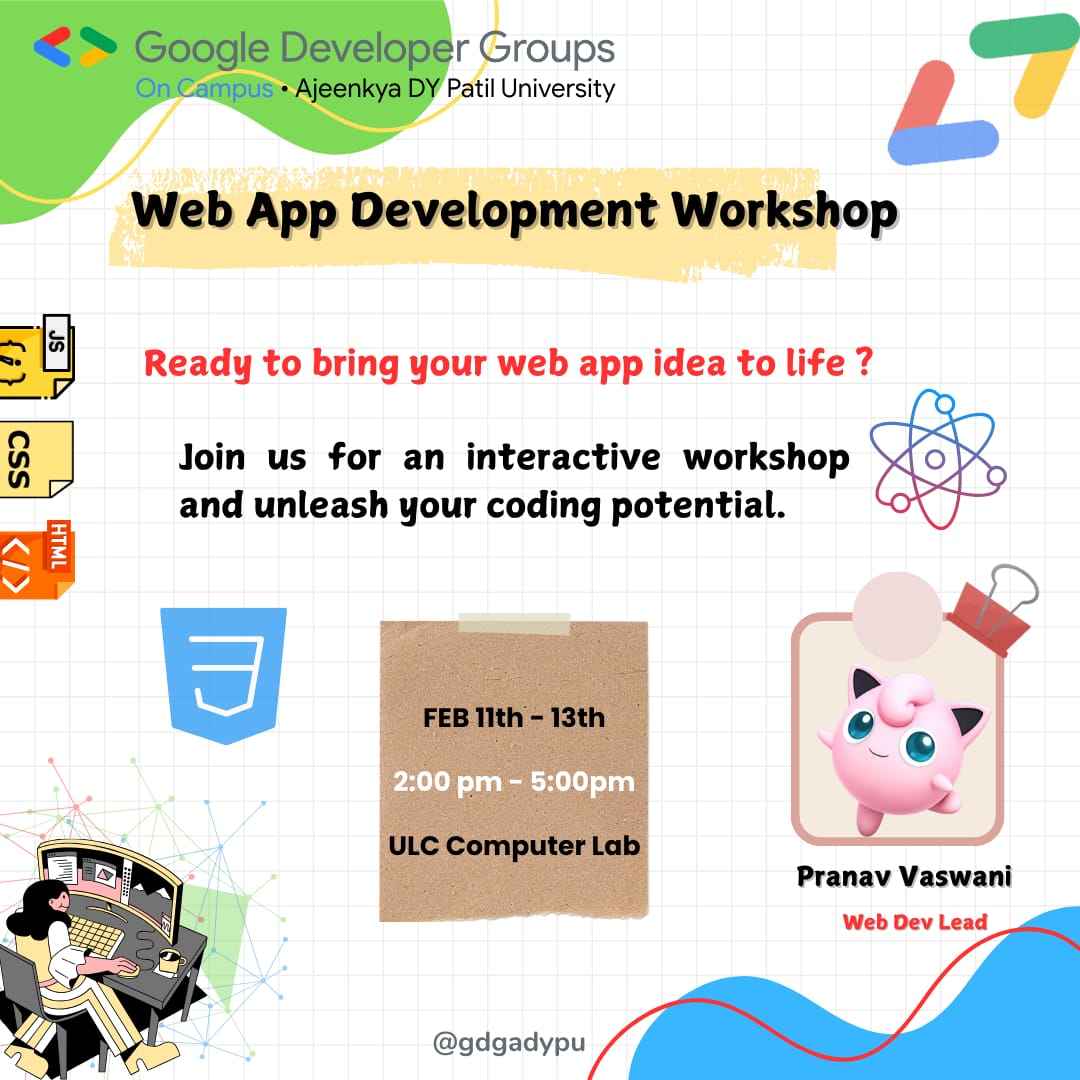 Google Developer Groups
On Campus • Ajeenkya DY Patil University
Web App Development Workshop
Ready to bring your web app idea to life ?
Join us for an interactive workshop
and unleash your coding potential.
JS
CSS
HTML
FEB 11th - 13th
2:00 pm - 5:00pm
ULC Computer Lab
Pranav Vaswani
Web Dev Lead
@gdgadypu